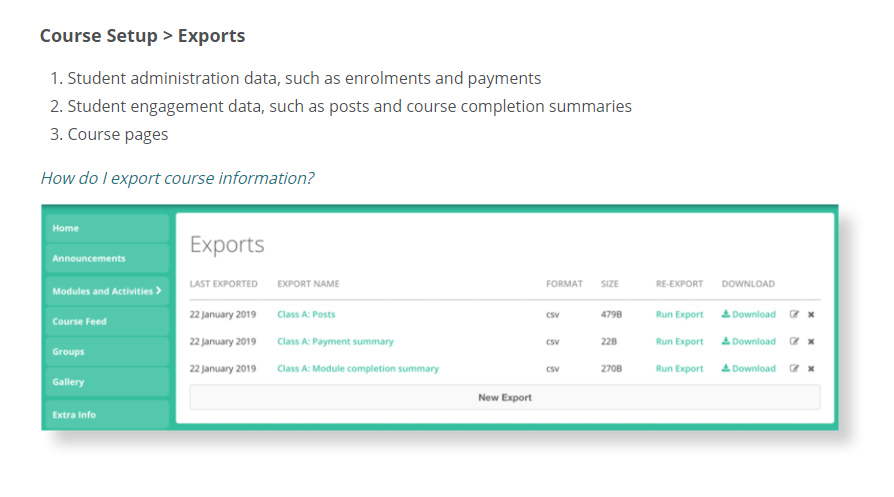 Course Setup > Exports
1. Student administration data, such as enrolments and payments
2. Student engagement data, such as posts and course completion summaries
3. Course pages
How do I export course information?
Home
Announcements
Modules and Activities
Course Feed
Groups
Gallery
Extra Info
Exports
LAST EXPORTED EXPORT NAME FORMAT SIZE RE-EXPORT DOWNLOAD
22 January 2019 Class A: Posts csv 479B Run Export Download
22 January 2019 Class A: Payment summary csv 22B Run Export Download
22 January 2019 Class A: Module completion summary csv 270B Run Export Download
New Export